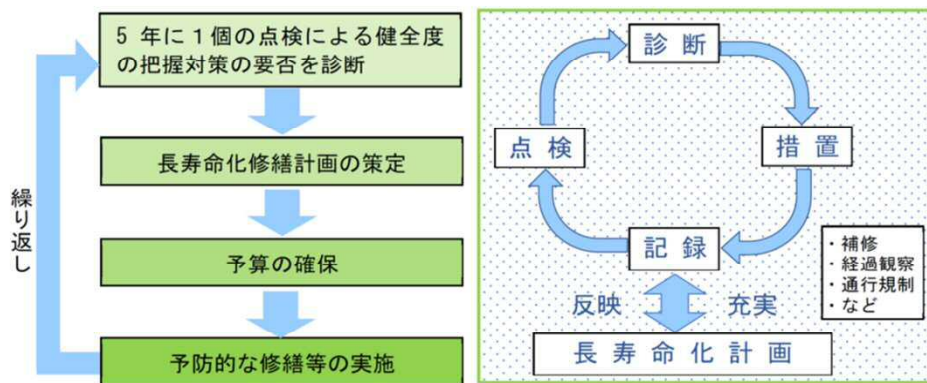 5 年に1個の点検による健全度
の把握対策の要否を診断
長寿命化修繕計画の策定
予算の確保
予防的な修繕等の実施
繰り返し
診断
点検
措置
記録
・補修
・経過観察
・通行規制
・など
反映
充実
長寿命化計画